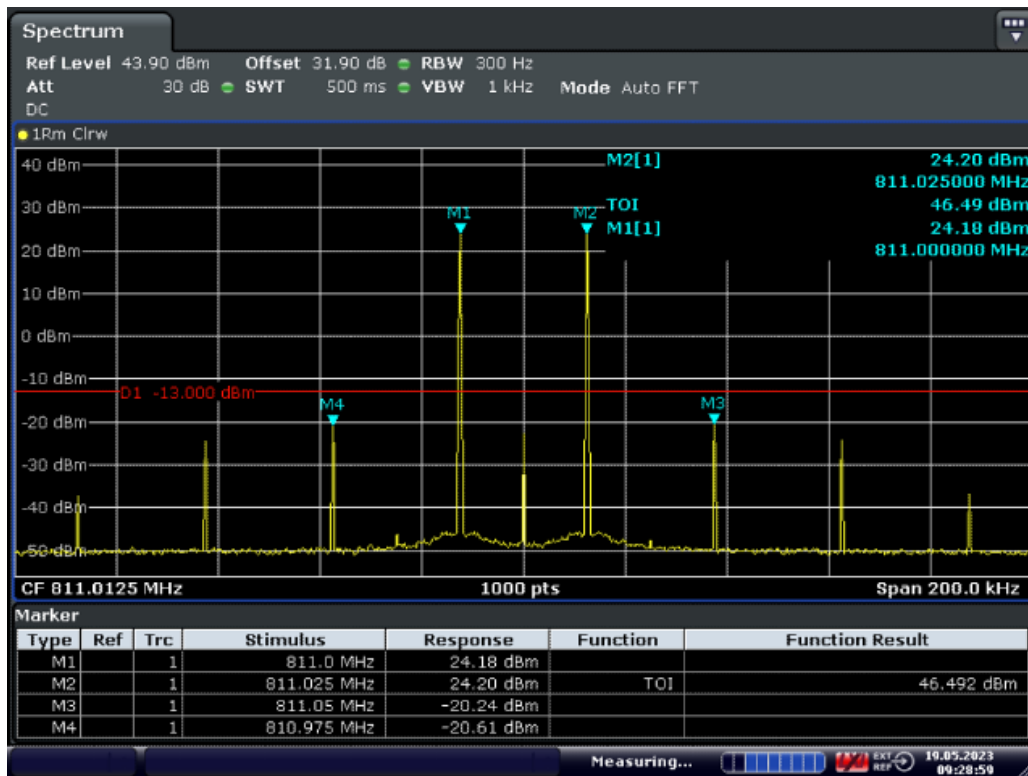 Spectrum
Ref Level 43.90 dBm Offset 31.90 dB RBW 300 Hz
Att 30 dB SWT 500 ms VBW 1 kHz Mode Auto FFT
DC
1Rm Clrw
40 dBm
M2[1] 24.20 dBm
811.025000 MHz
30 dBm
TOI 46.49 dBm
M1 M2
M1[1] 24.18 dBm
20 dBm
811.000000 MHz
10 dBm
0 dBm
-10 dBm
D1 -13.000 dBm
M4 M3
-20 dBm
-30 dBm
-40 dBm
-50 dBm
CF 811.0125 MHz 1000 pts Span 200.0 kHz
Marker
Type Ref Trc Stimulus Response Function Function Result
M1 1 811.0 MHz 24.18 dBm
M2 1 811.025 MHz 24.20 dBm TOI 46.492 dBm
M3 1 811.05 MHz -20.24 dBm
M4 1 810.975 MHz -20.61 dBm
Measuring... EXT REF 19.05.2023
09:28:59